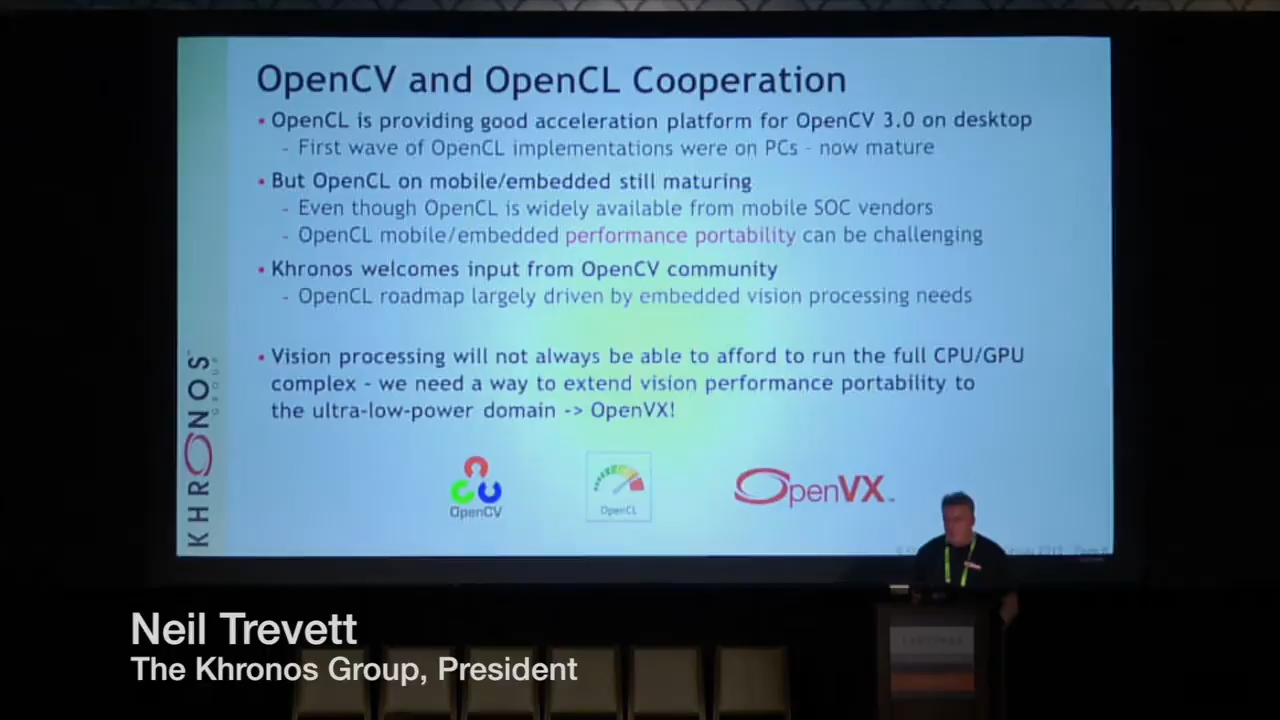 OpenCV and OpenCL Cooperation
• OpenCL is providing good acceleration platform for OpenCV 3.0 on desktop
- First wave of OpenCL implementations were on PCs - now mature
• But OpenCL on mobile/embedded still maturing
- Even though OpenCL is widely available from mobile SOC vendors
- OpenCL mobile/embedded performance portability can be challenging
• Khronos welcomes input from OpenCV community
- OpenCL roadmap largely driven by embedded vision processing needs
• Vision processing will not always be able to afford to run the full CPU/GPU
complex - we need a way to extend vision performance portability to
the ultra-low-power domain -> OpenVX!
KHRONOS
GROUP
OpenCV
OpenCL
OpenVX
Neil Trevett
The Khronos Group, President